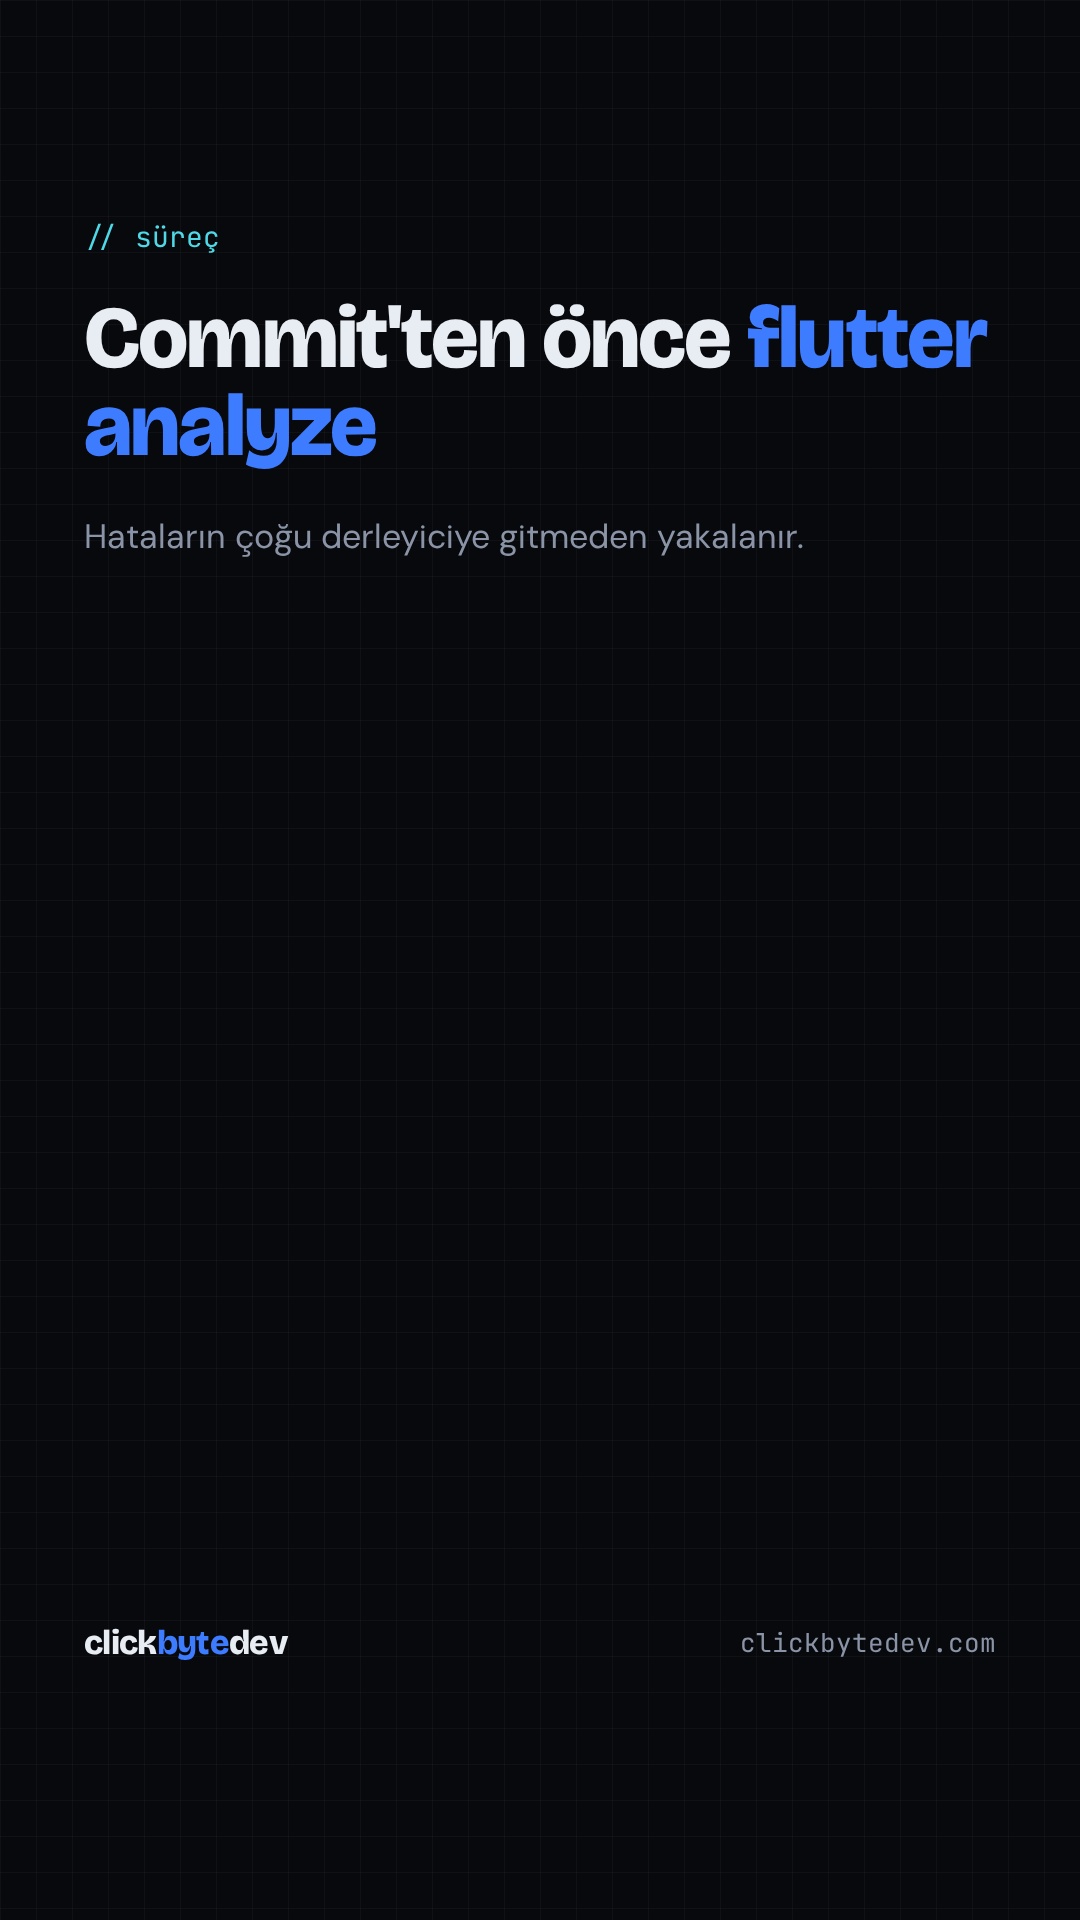 // süreç
Commit'ten önce flutter
analyze
Hataların çoğu derleyiciye gitmeden yakalanır.
clickbytedev
clickbytedev.com